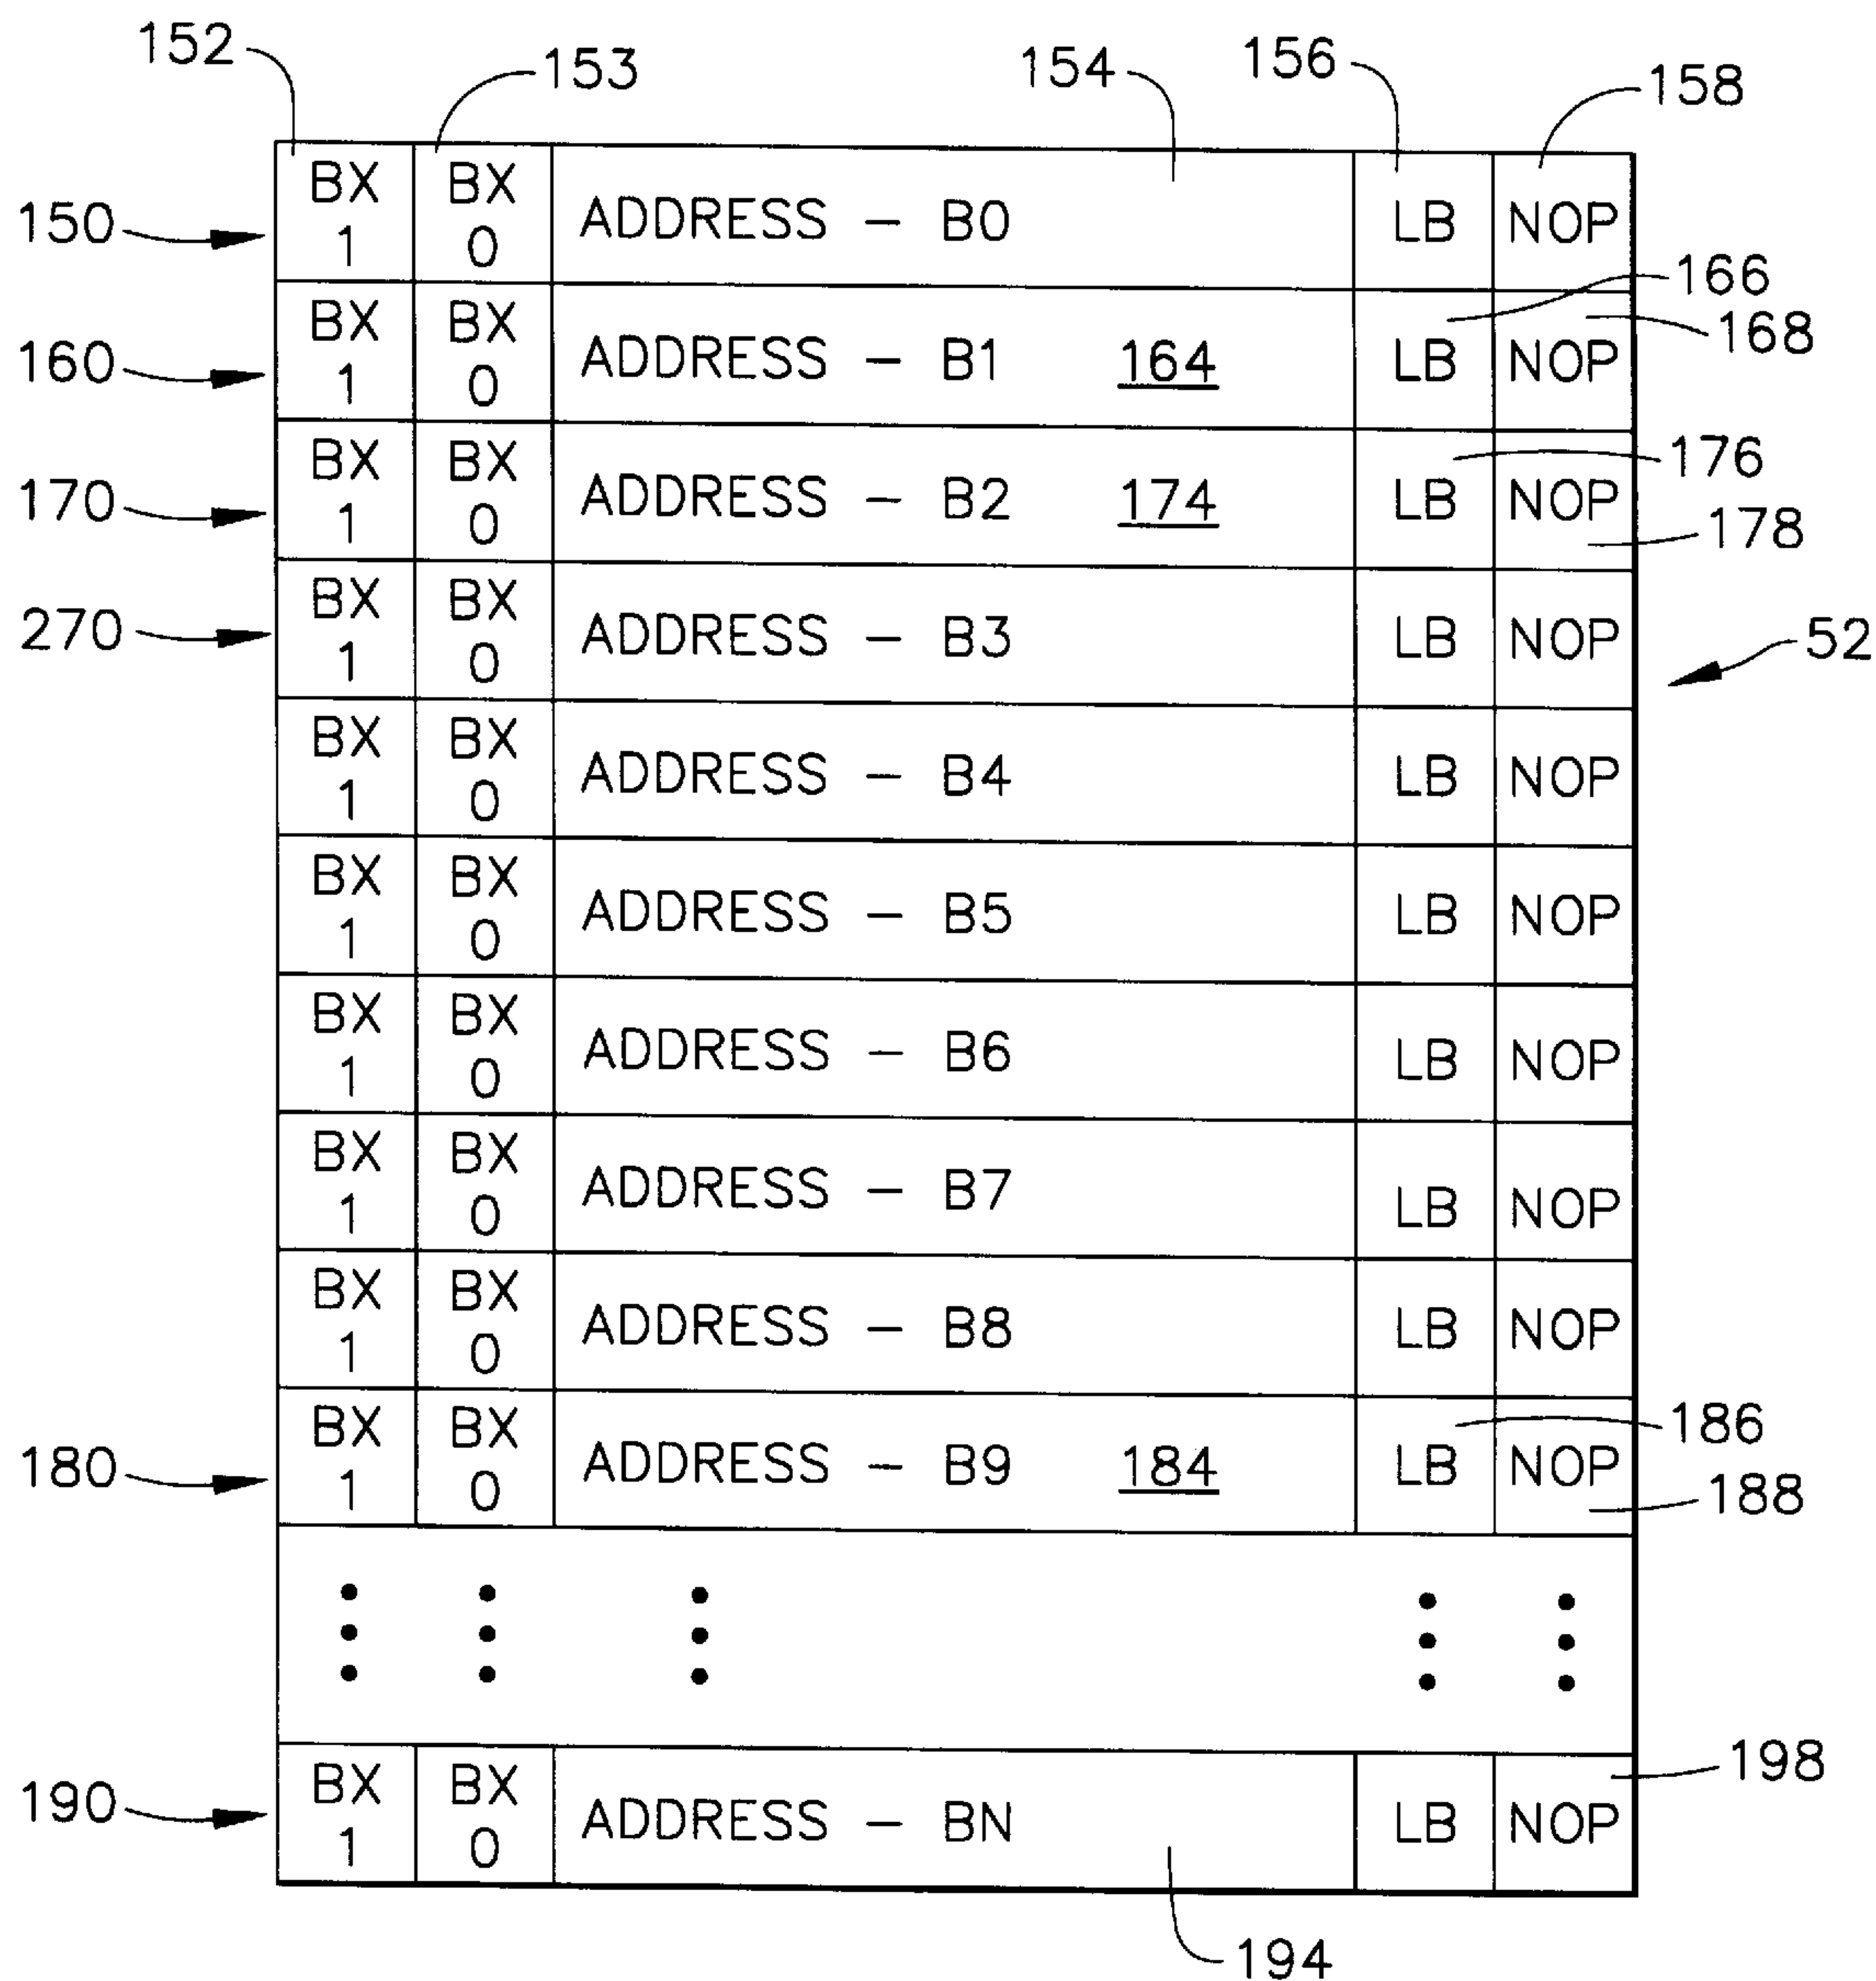 152 153 154 156 158
150 BX 1 BX 0 ADDRESS - B0 LB NOP
166
160 BX 1 BX 0 ADDRESS - B1 164 LB NOP 168
176
170 BX 1 BX 0 ADDRESS - B2 174 LB NOP 178
270 BX 1 BX 0 ADDRESS - B3 LB NOP 52
BX 1 BX 0 ADDRESS - B4 LB NOP
BX 1 BX 0 ADDRESS - B5 LB NOP
BX 1 BX 0 ADDRESS - B6 LB NOP
BX 1 BX 0 ADDRESS - B7 LB NOP
BX 1 BX 0 ADDRESS - B8 LB NOP
186
180 BX 1 BX 0 ADDRESS - B9 184 LB NOP 188
198
190 BX 1 BX 0 ADDRESS - BN LB NOP
194